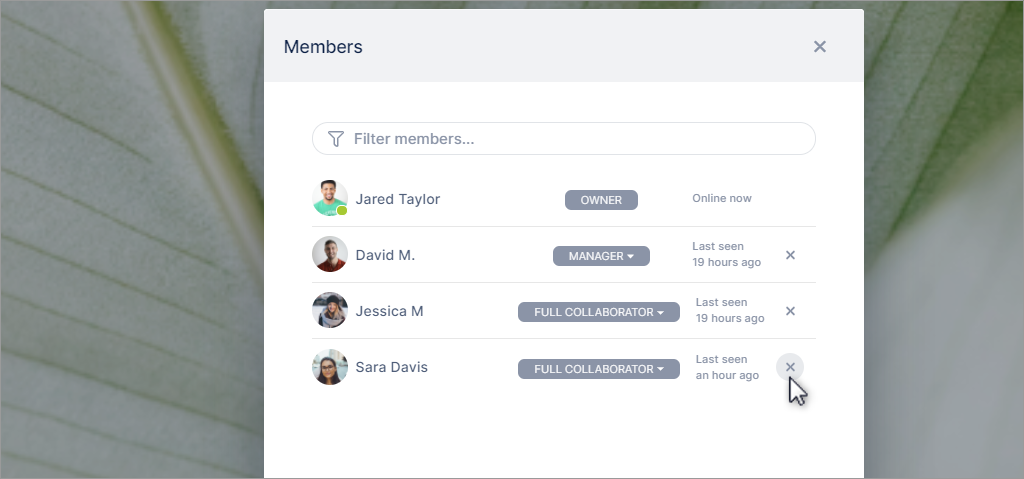 Members
Filter members...
Jared Taylor
OWNER
Online now
David M.
MANAGER
Last seen
19 hours ago
Jessica M
FULL COLLABORATOR
Last seen
19 hours ago
Sara Davis
FULL COLLABORATOR
Last seen
an hour ago